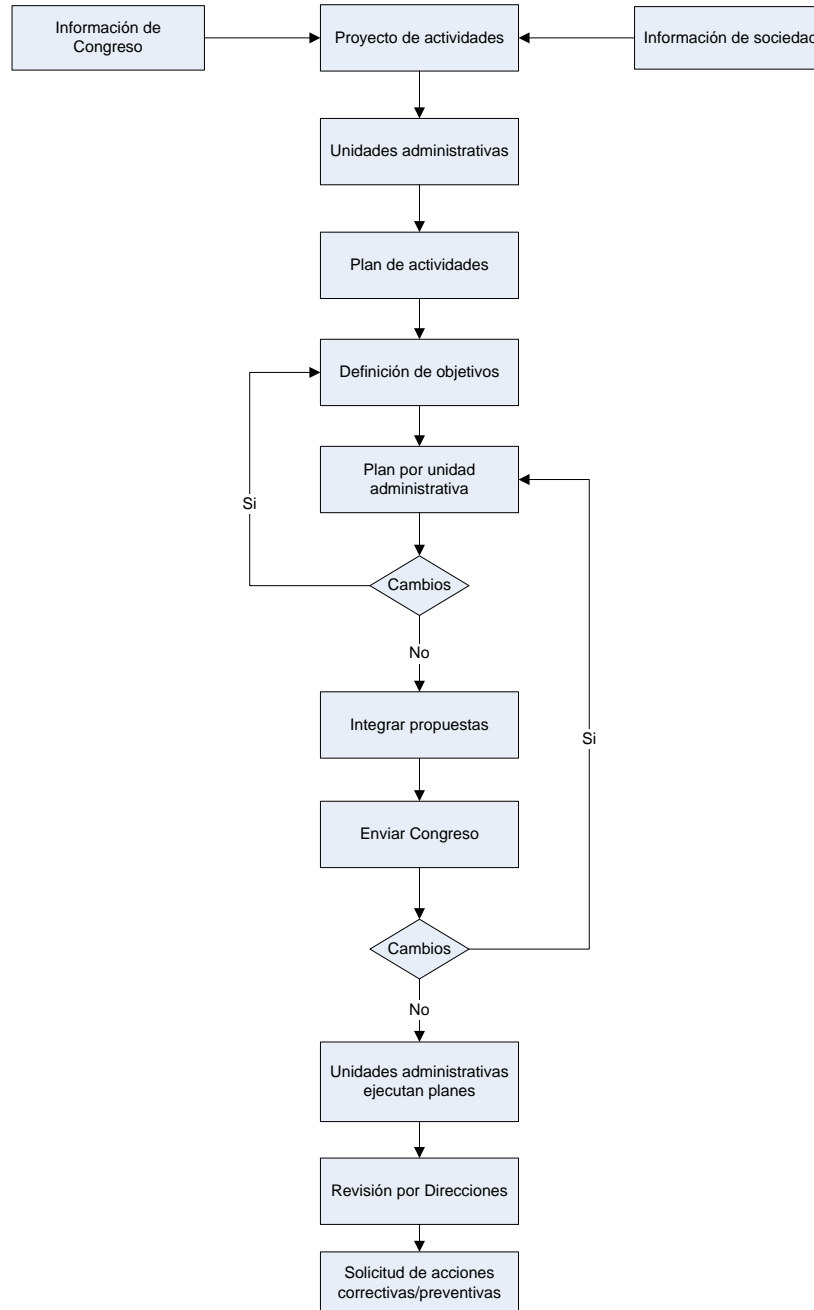 Información de
Congreso
Proyecto de actividades
Información de sociedad
Unidades administrativas
Plan de actividades
Definición de objetivos
Plan por unidad
administrativa
Si
Cambios
No
Integrar propuestas
Si
Enviar Congreso
Cambios
No
Unidades administrativas
ejecutan planes
Revisión por Direcciones
Solicitud de acciones
correctivas/preventivas